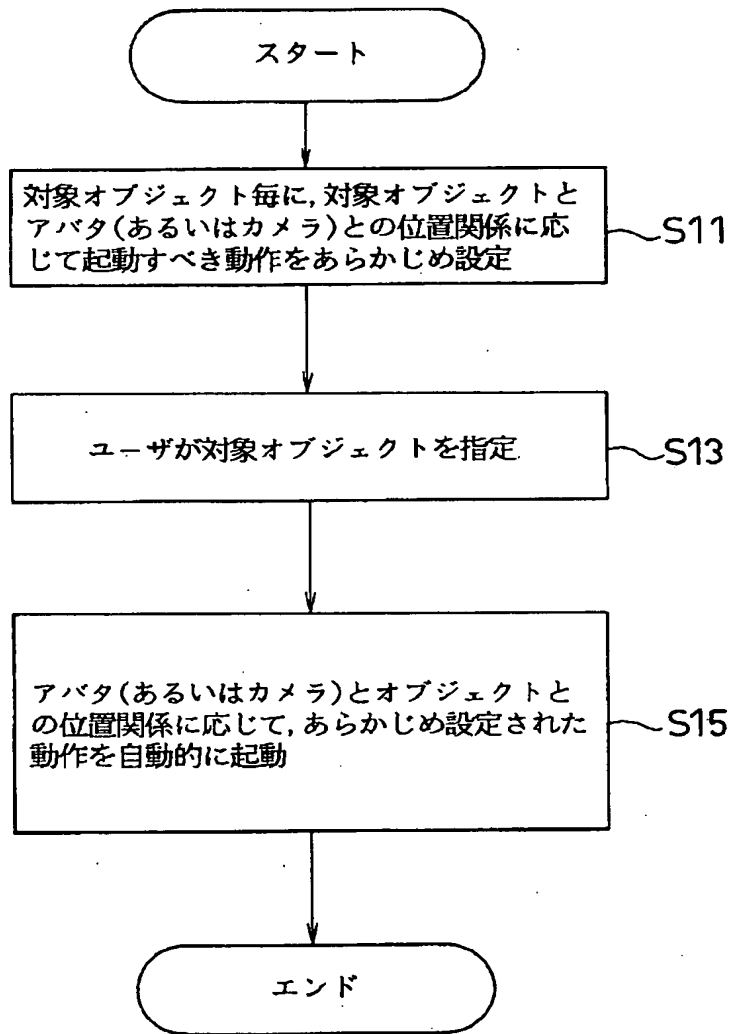 スタート
対象オブジェクト毎に,対象オブジェクトと
アバタ(あるいはカメラ)との位置関係に応
じて起動すべき動作をあらかじめ設定
S11
ユーザが対象オブジェクトを指定
S13
アバタ(あるいはカメラ)とオブジェクトと
の位置関係に応じて,あらかじめ設定された
動作を自動的に起動
S15
エンド